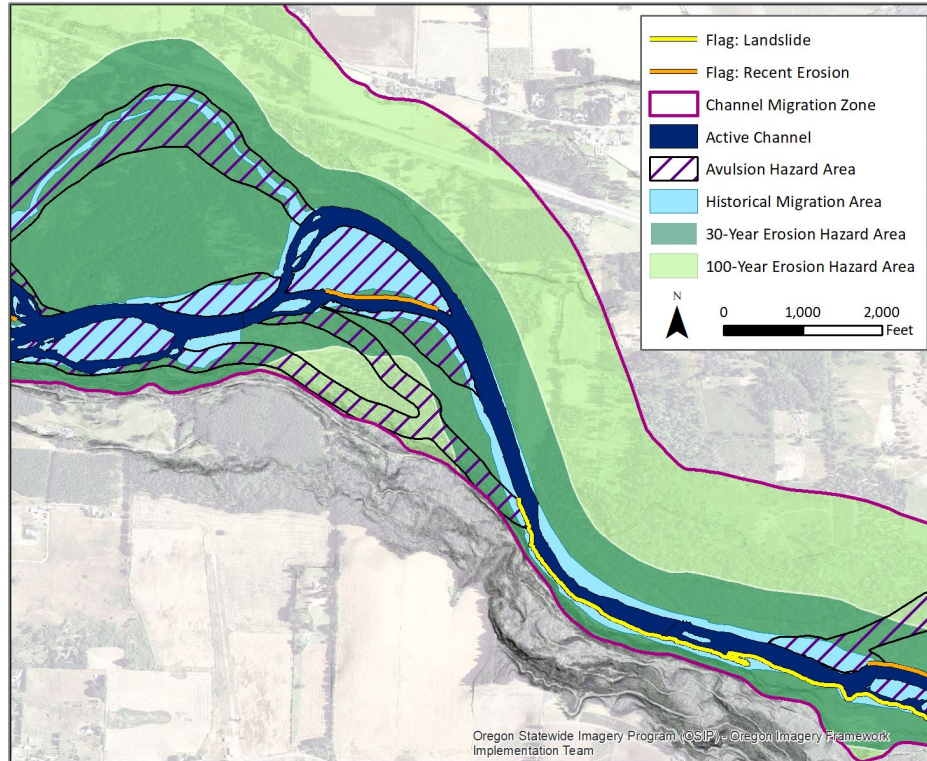 Flag: Landslide
Flag: Recent Erosion
Channel Migration Zone
Active Channel
Avulsion Hazard Area
Historical Migration Area
30-Year Erosion Hazard Area
100-Year Erosion Hazard Area
N
0 1,000 2,000
Feet
Oregon Statewide Imagery Program (OSIP) - Oregon Imagery Framework
Implementation Team